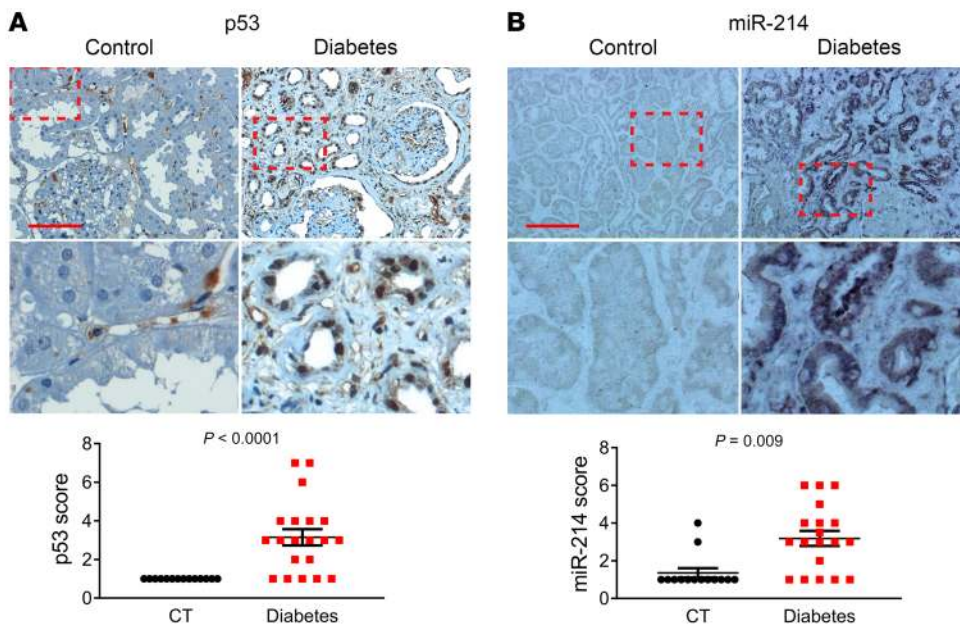 A
p53
Control Diabetes
P < 0.0001
p53 score
8
6
4
2
0
CT Diabetes
B
miR-214
Control Diabetes
P = 0.009
miR-214 score
8
6
4
2
0
CT Diabetes